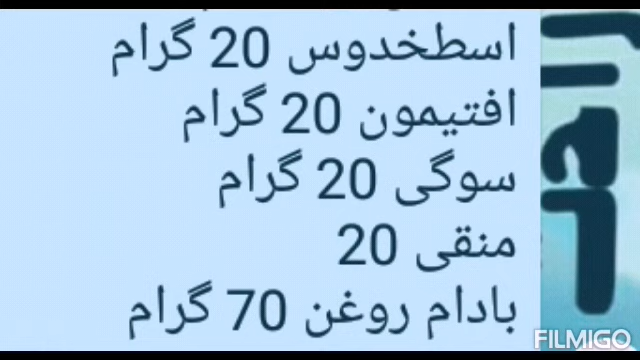 اسطخدوس 20 گرام
افتیمون 20 گرام
سوگی 20 گرام
منقی 20
بادام روغن 70 گرام
FILMIGO